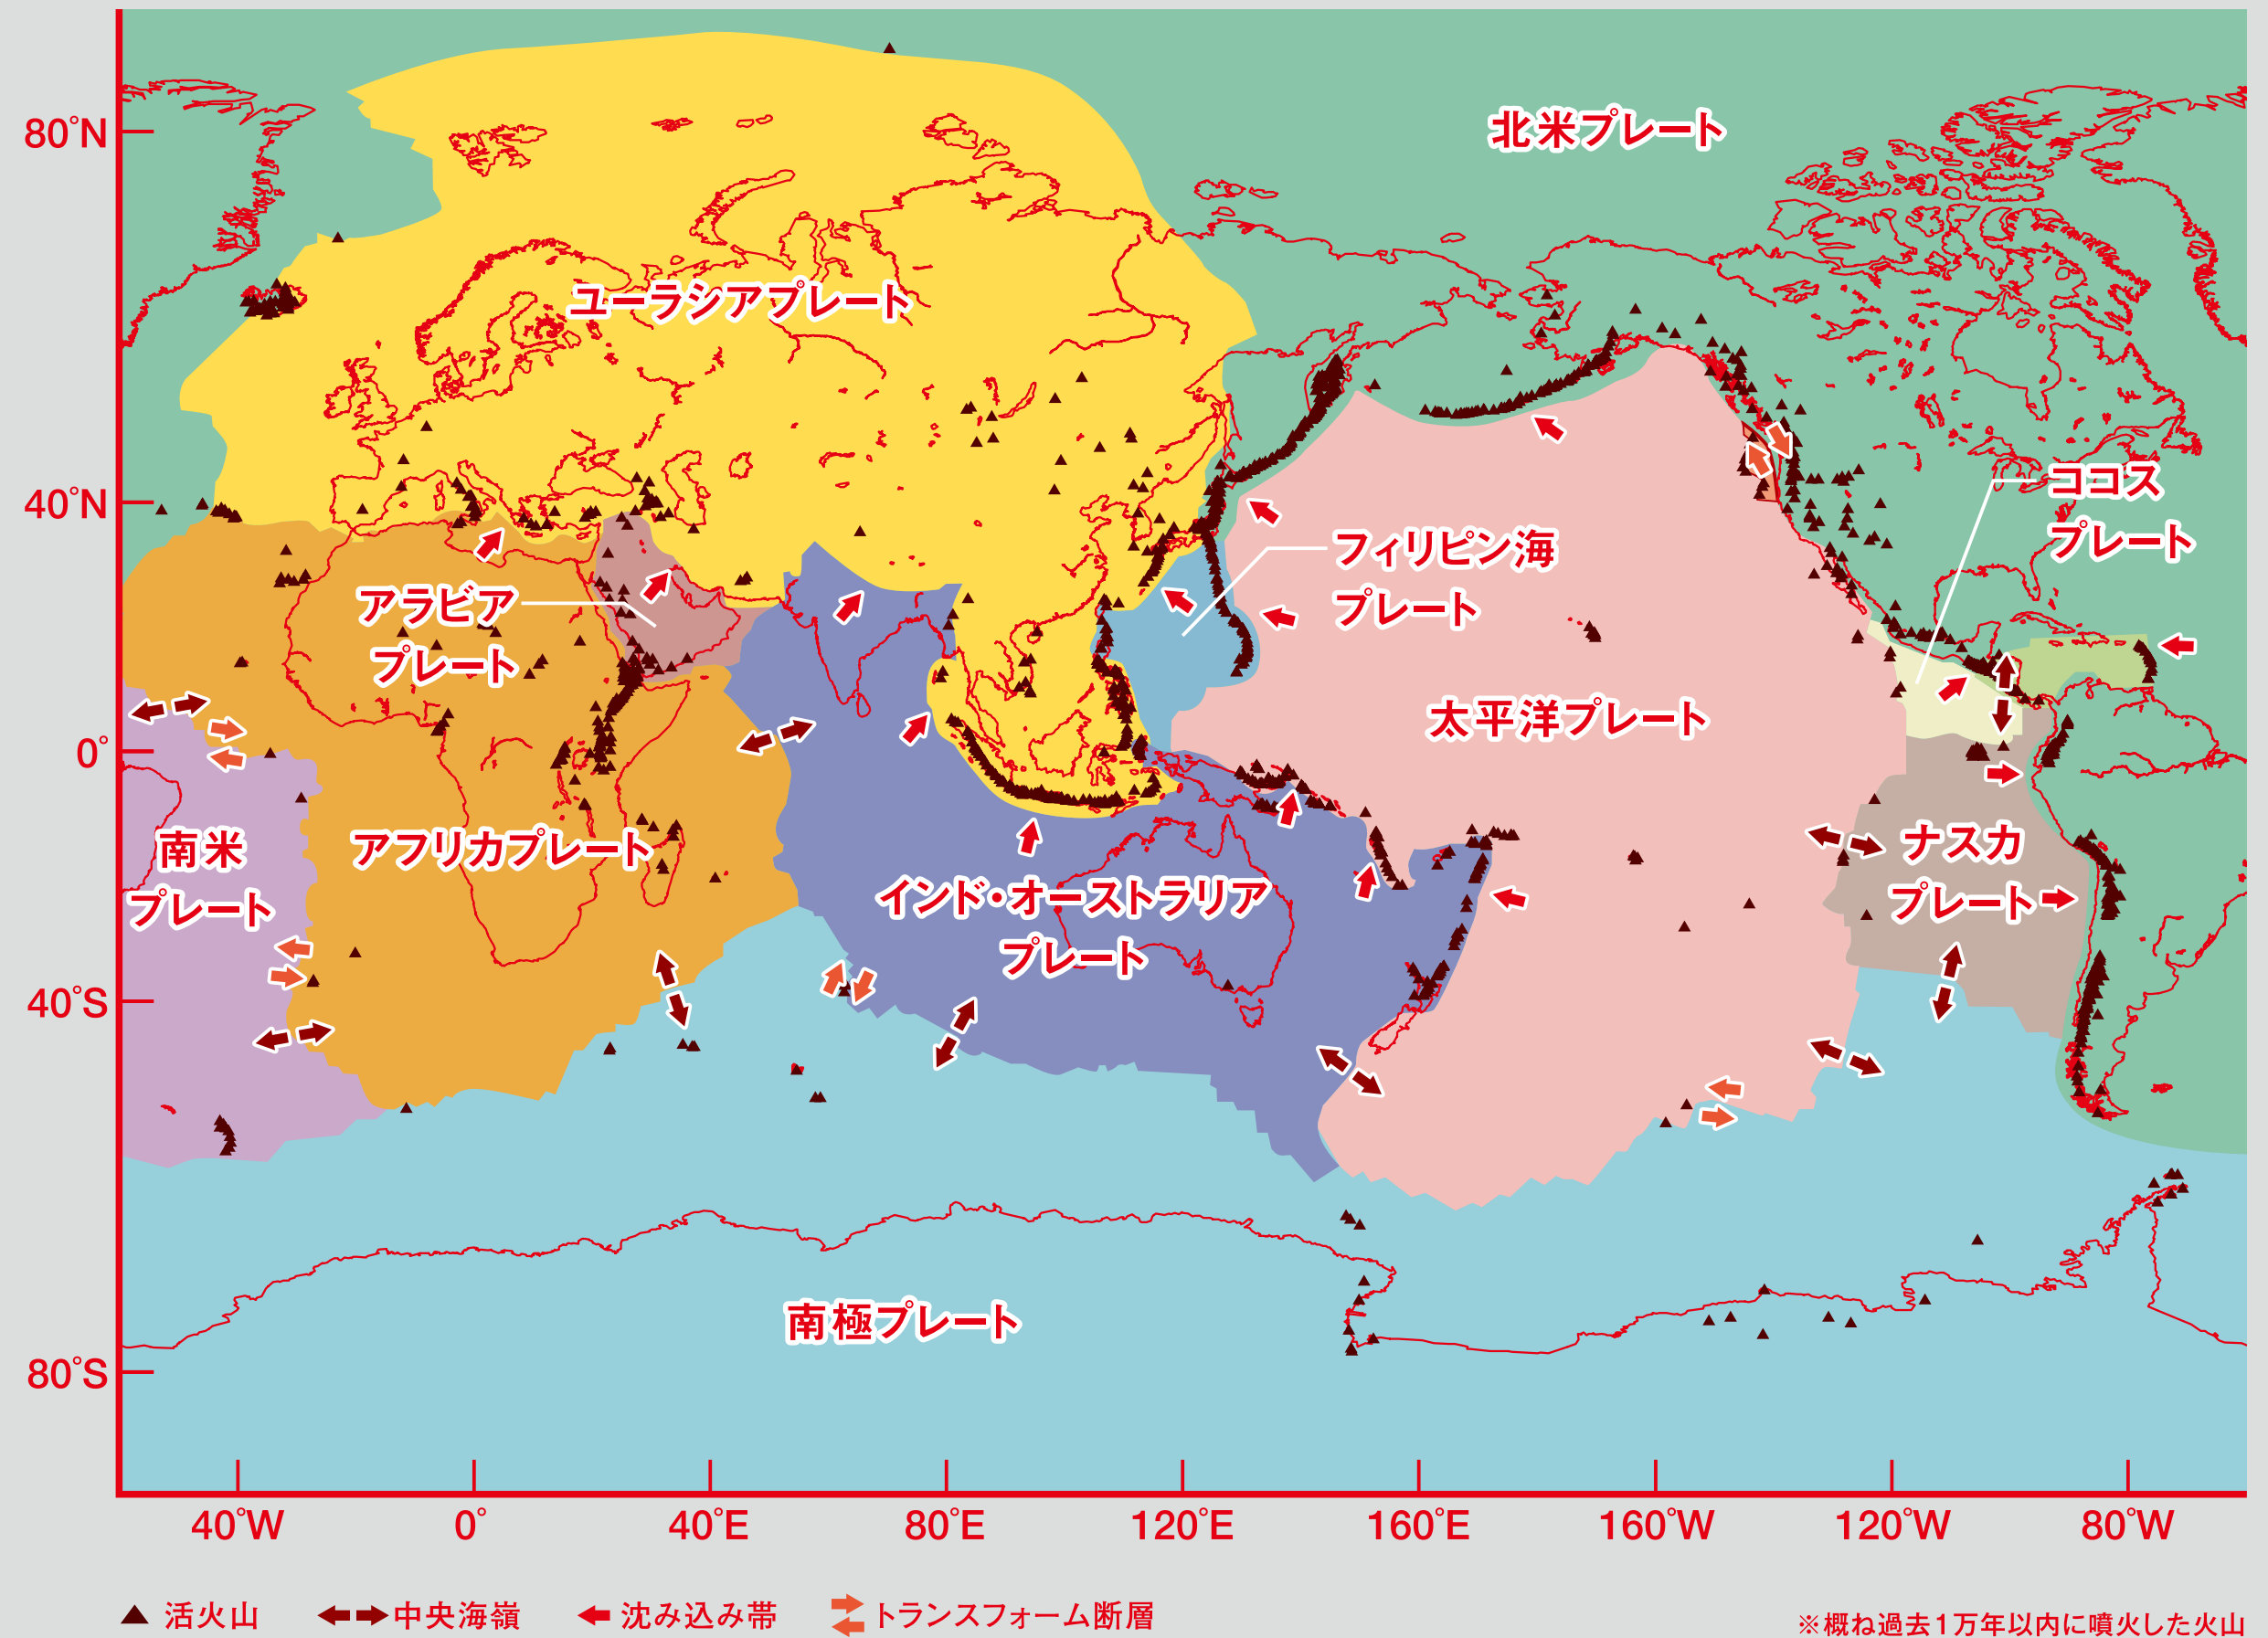 北米プレート
80°N
ユーラシアプレート
40°N
ココス
プレート
フィリピン海
プレート
アラビア
プレート
太平洋プレート
0°
南米
プレート
アフリカプレート
インド・オーストラリア
プレート
ナスカ
プレート
40°S
南極プレート
80°S
40°W 0° 40°E 80°E 120°E 160°E 160°W 120°W 80°W
活火山 中央海嶺 沈み込み帯 トランスフォーム断層
※概ね過去1万年以内に噴火した火山